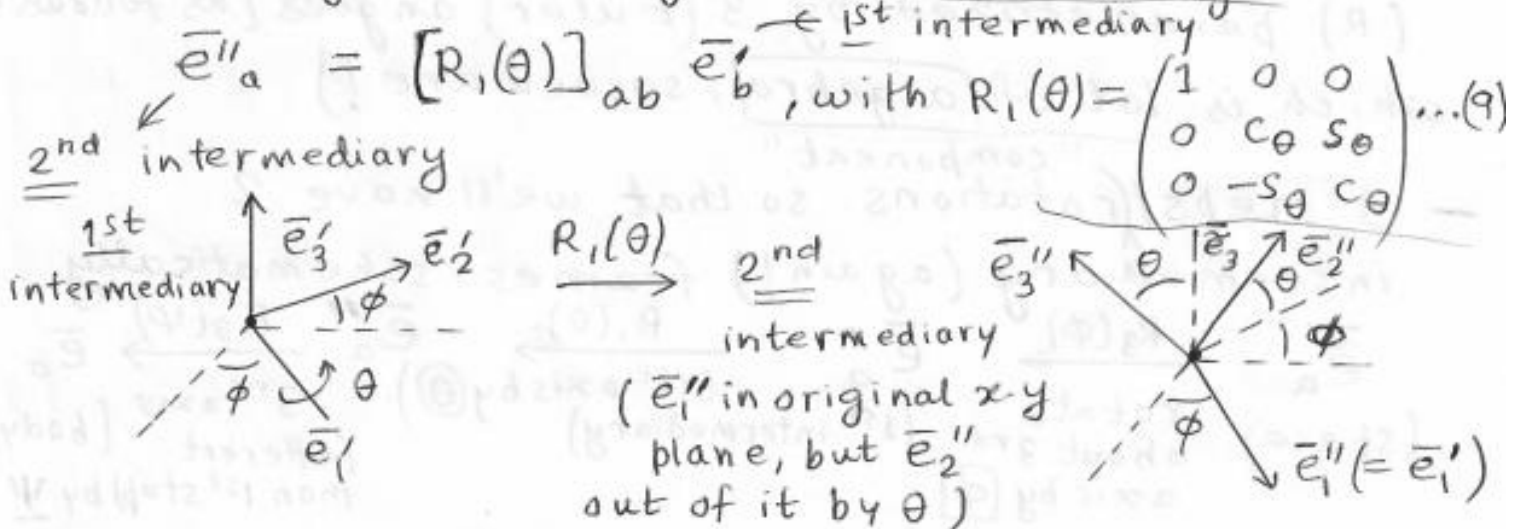 ← 1st intermediary
ē″ₐ = [R₁(θ)]ₐb ē′b , with R₁(θ) = (1 0 0
0 cθ sθ
0 -sθ cθ) ...(9)
2nd intermediary
1st intermediary
ē′₃ ē′₂
ϕ
ϕ θ
ē′₁
R₁(θ)
→
2nd
intermediary
( ē₁″ in original xy
plane, but ē₂″
out of it by θ )
ē₃″ θ ē₃ ē₂″
θ
ϕ
ϕ
ē₁″ (= ē₁′)